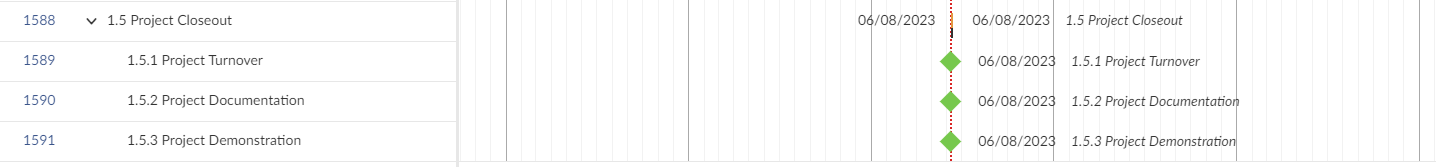 1588 1.5 Project Closeout 06/08/2023 06/08/2023 1.5 Project Closeout
1589 1.5.1 Project Turnover 06/08/2023 1.5.1 Project Turnover
1590 1.5.2 Project Documentation 06/08/2023 1.5.2 Project Documentation
1591 1.5.3 Project Demonstration 06/08/2023 1.5.3 Project Demonstration